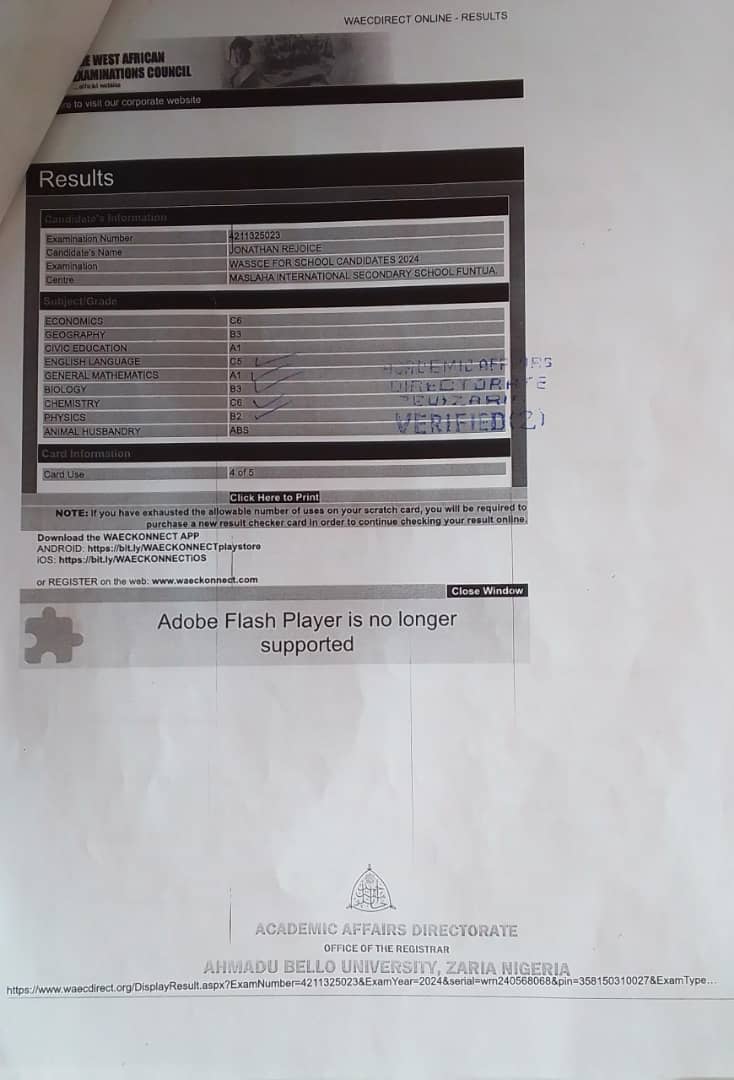 WAECDIRECT ONLINE - RESULTS
WEST AFRICAN
EXAMINATIONS COUNCIL
...official website
to visit our corporate website
Results
Candidate's Information
Examination Number 4211325023
Candidate's Name JONATHAN REJOICE
Examination WASSCE FOR SCHOOL CANDIDATES 2024
Centre MASLAHA INTERNATIONAL SECONDARY SCHOOL FUNTUA.
Subject/Grade
ECONOMICS C6
GEOGRAPHY B3
CIVIC EDUCATION A1
ENGLISH LANGUAGE C5
GENERAL MATHEMATICS A1
BIOLOGY B3
CHEMISTRY C6
PHYSICS B2
ANIMAL HUSBANDRY ABS
ACADEMIC AFFAIRS
DIRECTORATE
VERIFIED (2)
Card Information
Card Use 4 of 5
Click Here to Print
NOTE: If you have exhausted the allowable number of uses on your scratch card, you will be required to
purchase a new result checker card in order to continue checking your result online.
Download the WAECKONNECT APP
ANDROID: https://bit.ly/WAECKONNECTplaystore
iOS: https://bit.ly/WAECKONNECTiOS
or REGISTER on the web: www.waeckonnect.com
Close Window
Adobe Flash Player is no longer
supported
ACADEMIC AFFAIRS DIRECTORATE
OFFICE OF THE REGISTRAR
AHMADU BELLO UNIVERSITY, ZARIA NIGERIA
https://www.waecdirect.org/DisplayResult.aspx?ExamNumber=4211325023&ExamYear=2024&serial=wrn240568068&pin=358150310027&ExamType...